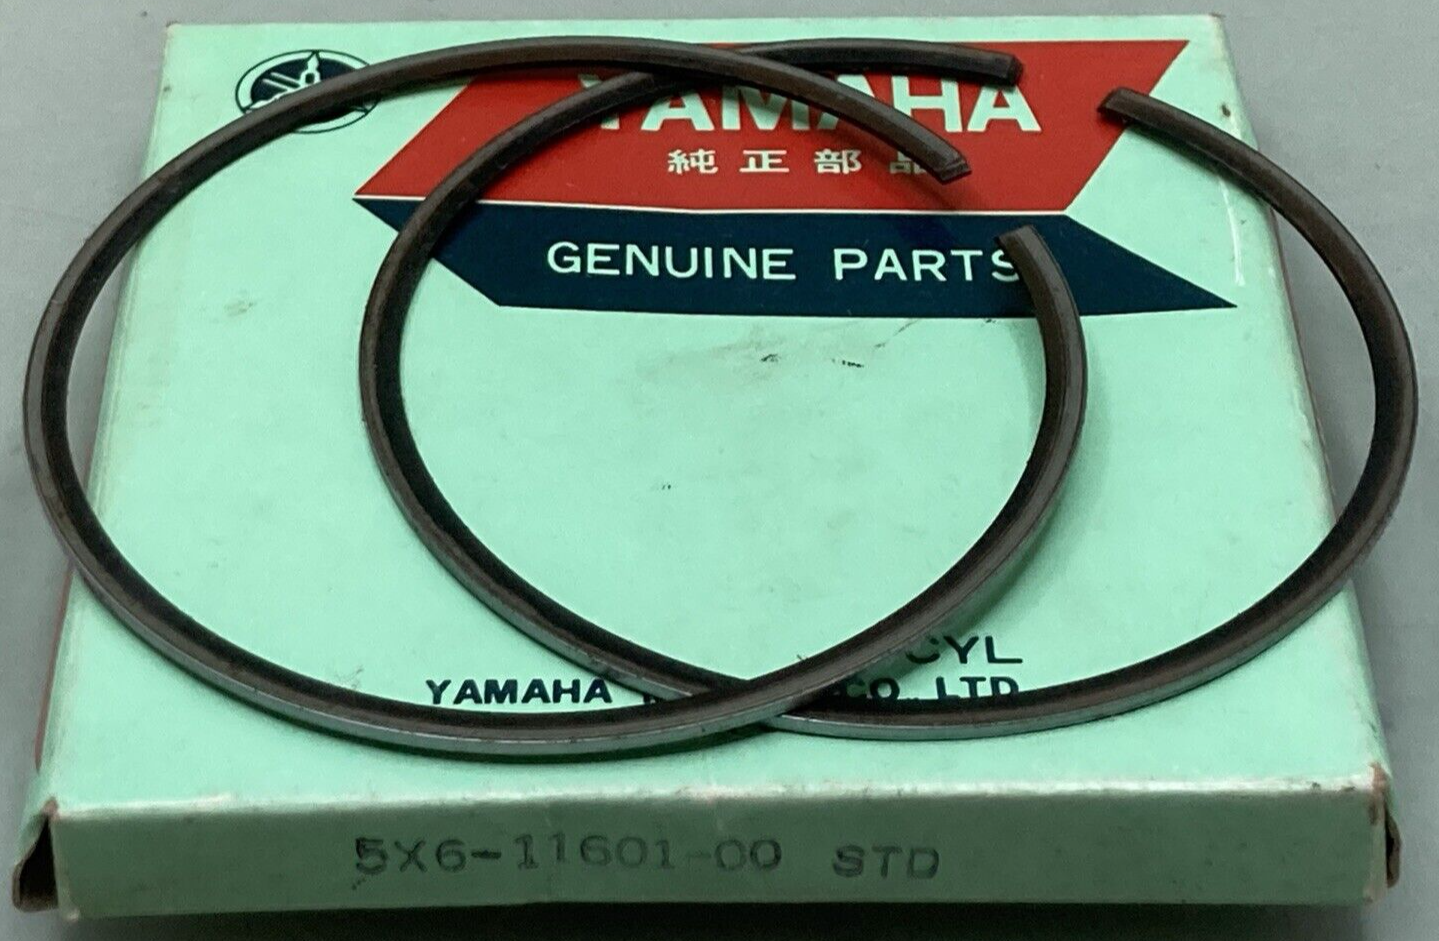 YAMAHA
純正部品
GENUINE PARTS
CYL
YAMAHA CO., LTD.
5X6-11601-00 STD